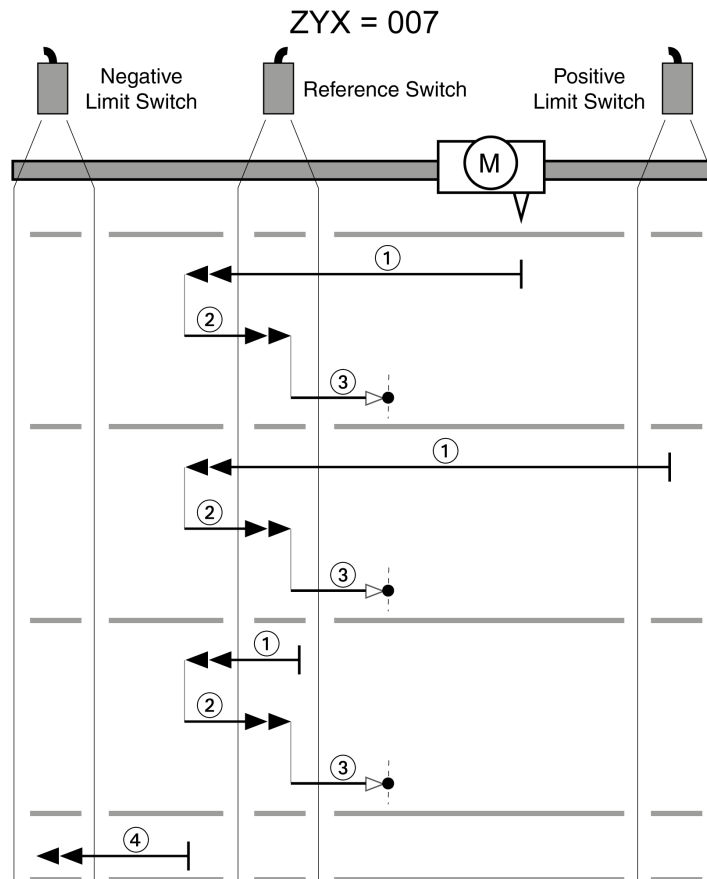 ZYX = 007
Negative
Limit Switch
Reference Switch
Positive
Limit Switch
M
1
2
3
1
2
3
1
2
3
4